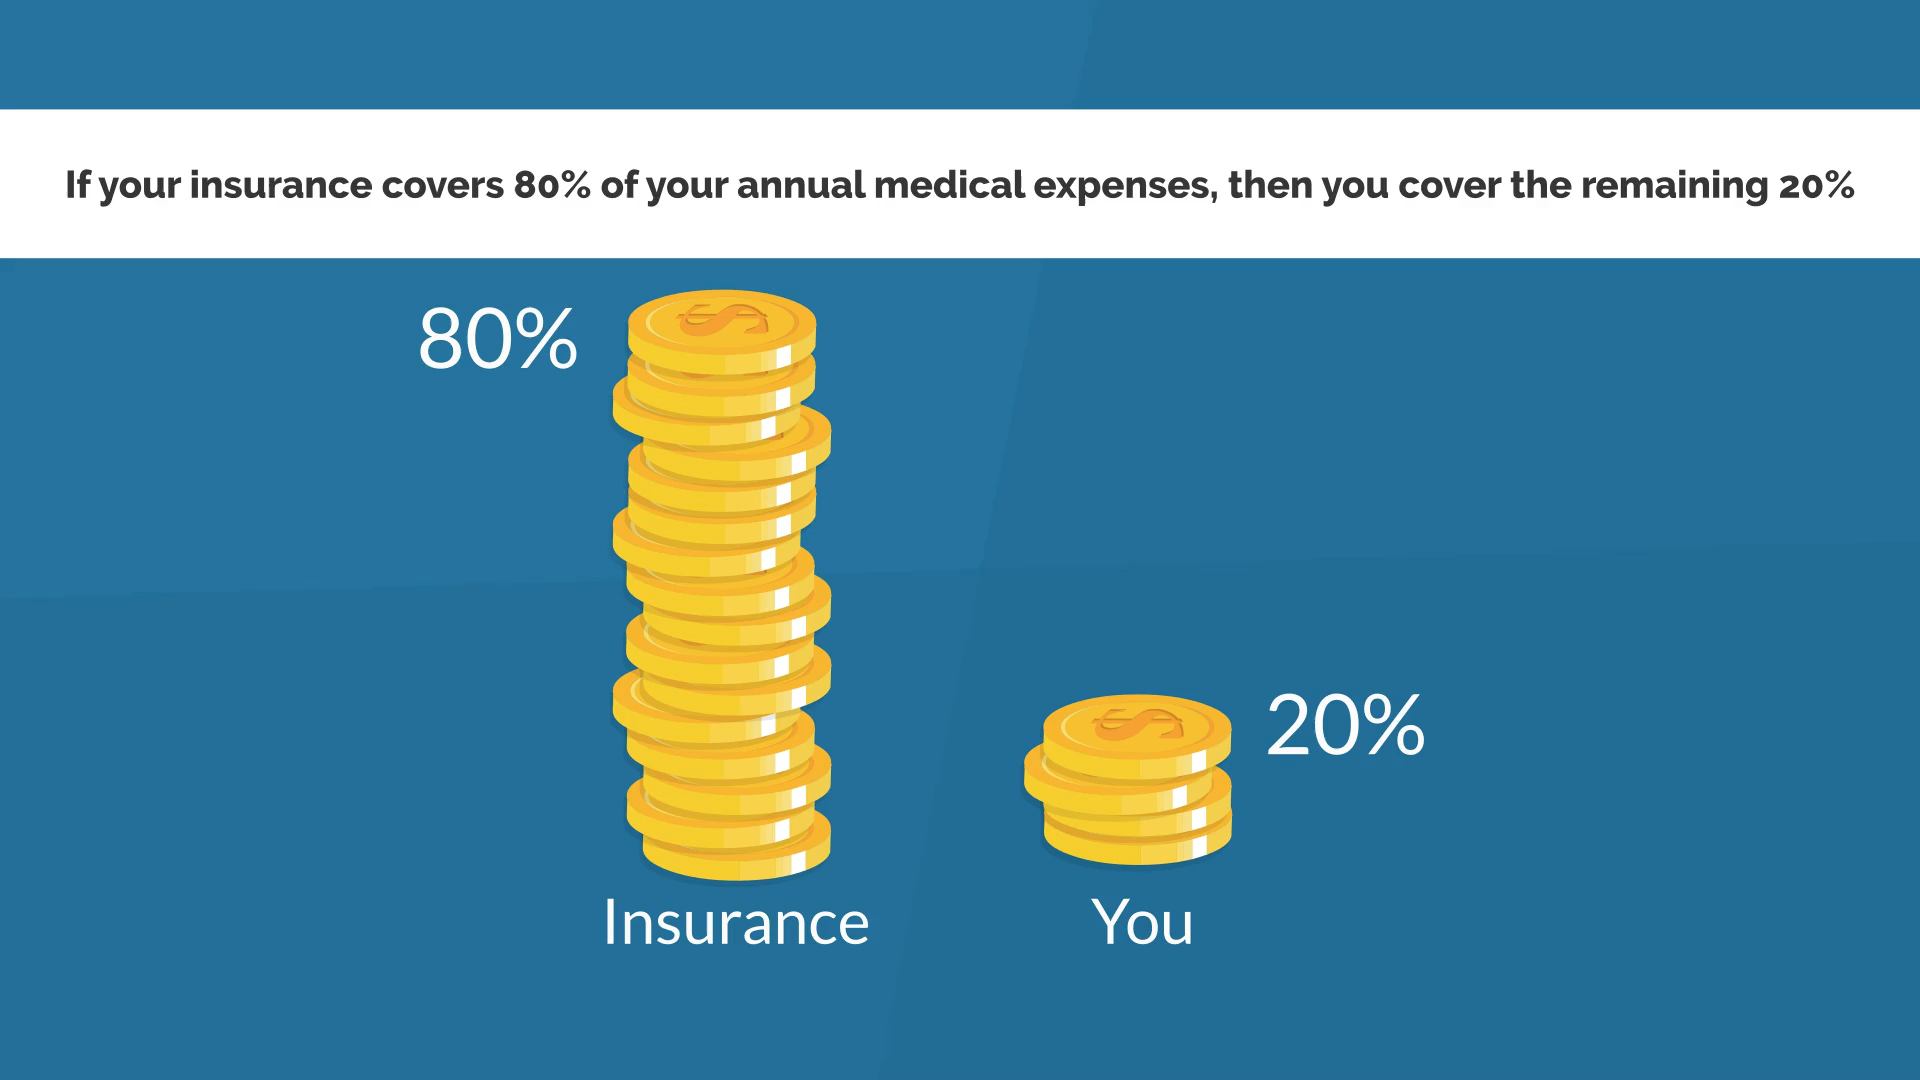 If your insurance covers 80% of your annual medical expenses, then you cover the remaining 20%
80%
20%
Insurance
You